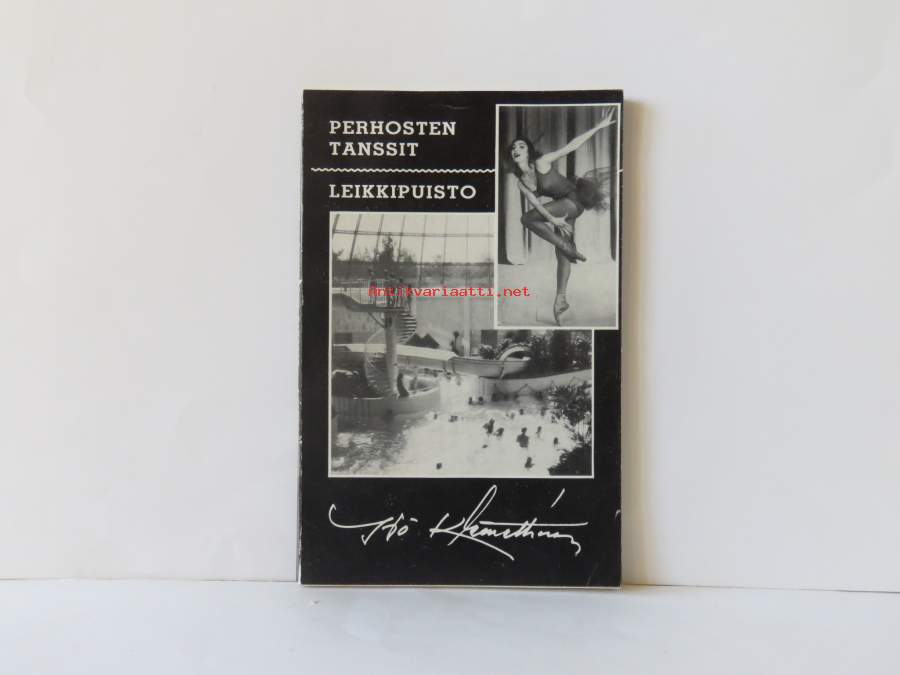 PERHOSTEN
TANSSIT
LEIKKIPUISTO
antikvariaatti.net